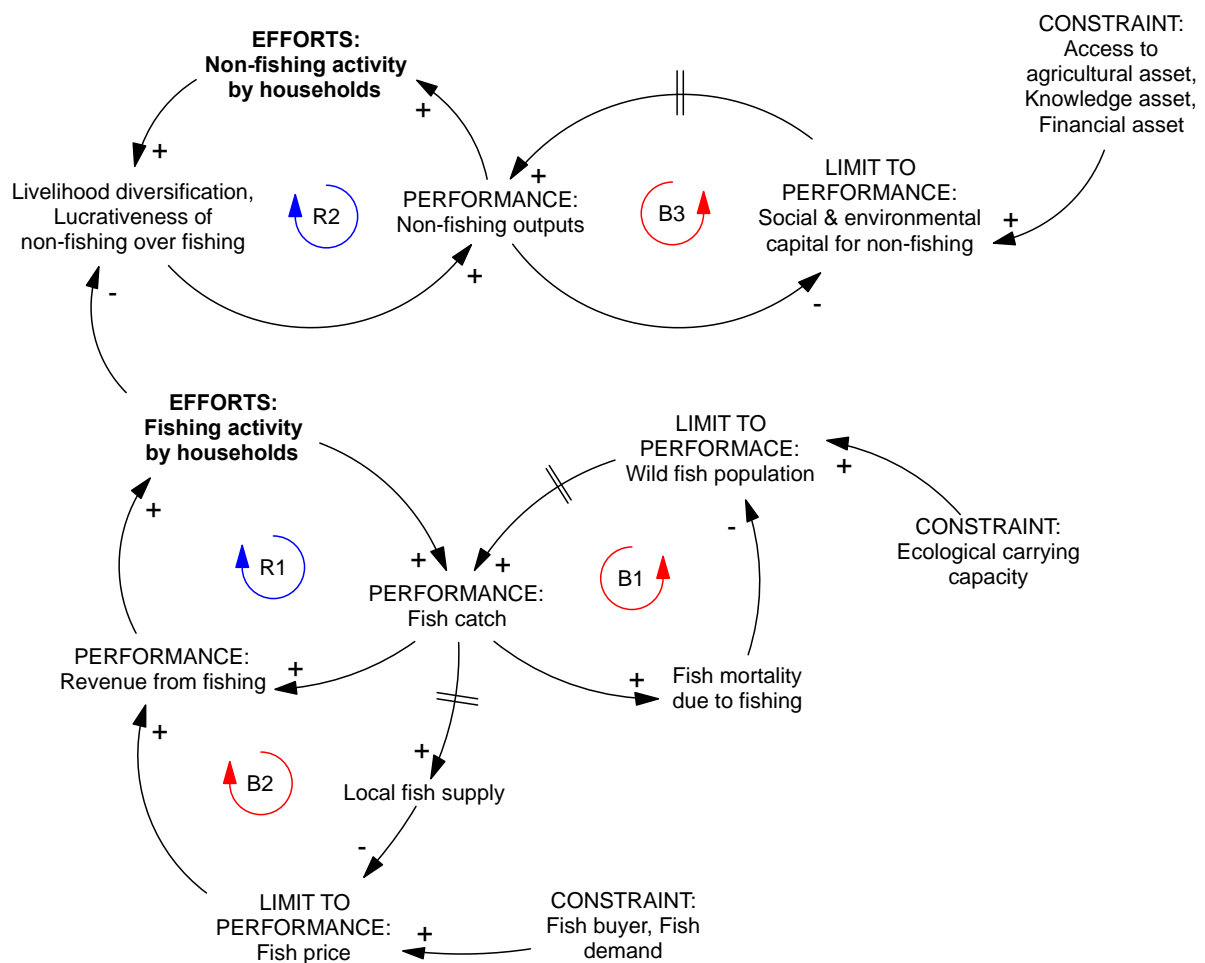 EFFORTS:
Non-fishing activity
by households
CONSTRAINT:
Access to
agricultural asset,
Knowledge asset,
Financial asset
+
+
Livelihood diversification,
Lucrativeness of
non-fishing over fishing
R2
PERFORMANCE:
Non-fishing outputs
+
B3
LIMIT TO
PERFORMANCE:
Social & environmental
capital for non-fishing
+
+
-
-
EFFORTS:
Fishing activity
by households
+
R1
+
+
PERFORMANCE:
Fish catch
B1
LIMIT TO
PERFORMACE:
Wild fish population
+
-
CONSTRAINT:
Ecological carrying
capacity
PERFORMANCE:
Revenue from fishing
+
+
Fish mortality
due to fishing
+
B2
+
Local fish supply
-
LIMIT TO
PERFORMANCE:
Fish price
+
CONSTRAINT:
Fish buyer, Fish
demand